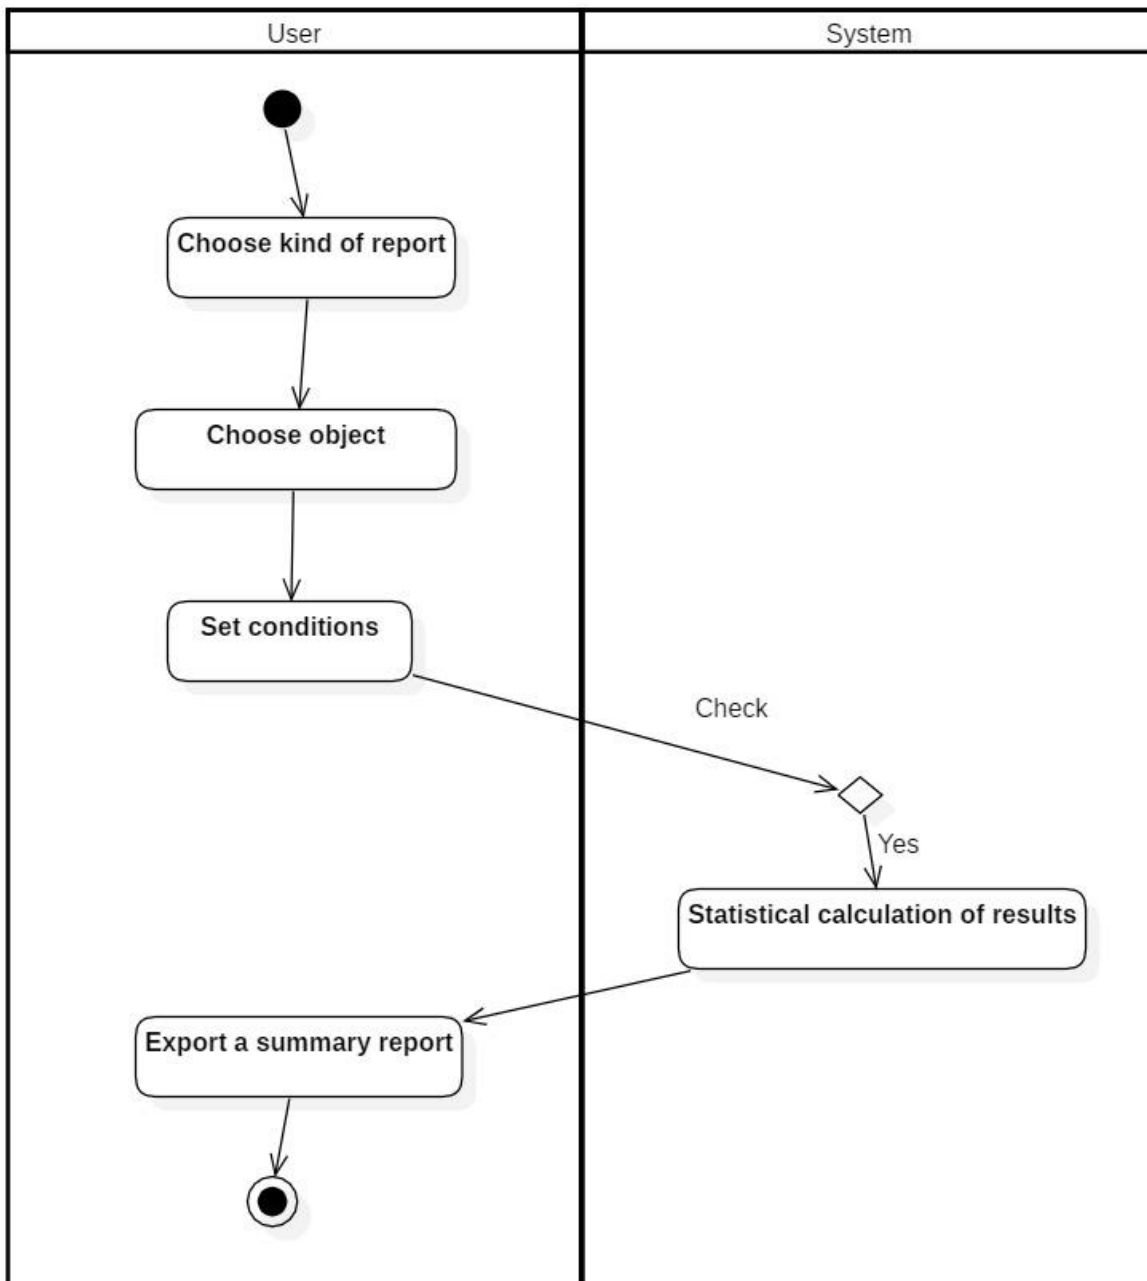 User
System
Choose kind of report
Choose object
Set conditions
Check
Yes
Statistical calculation of results
Export a summary report